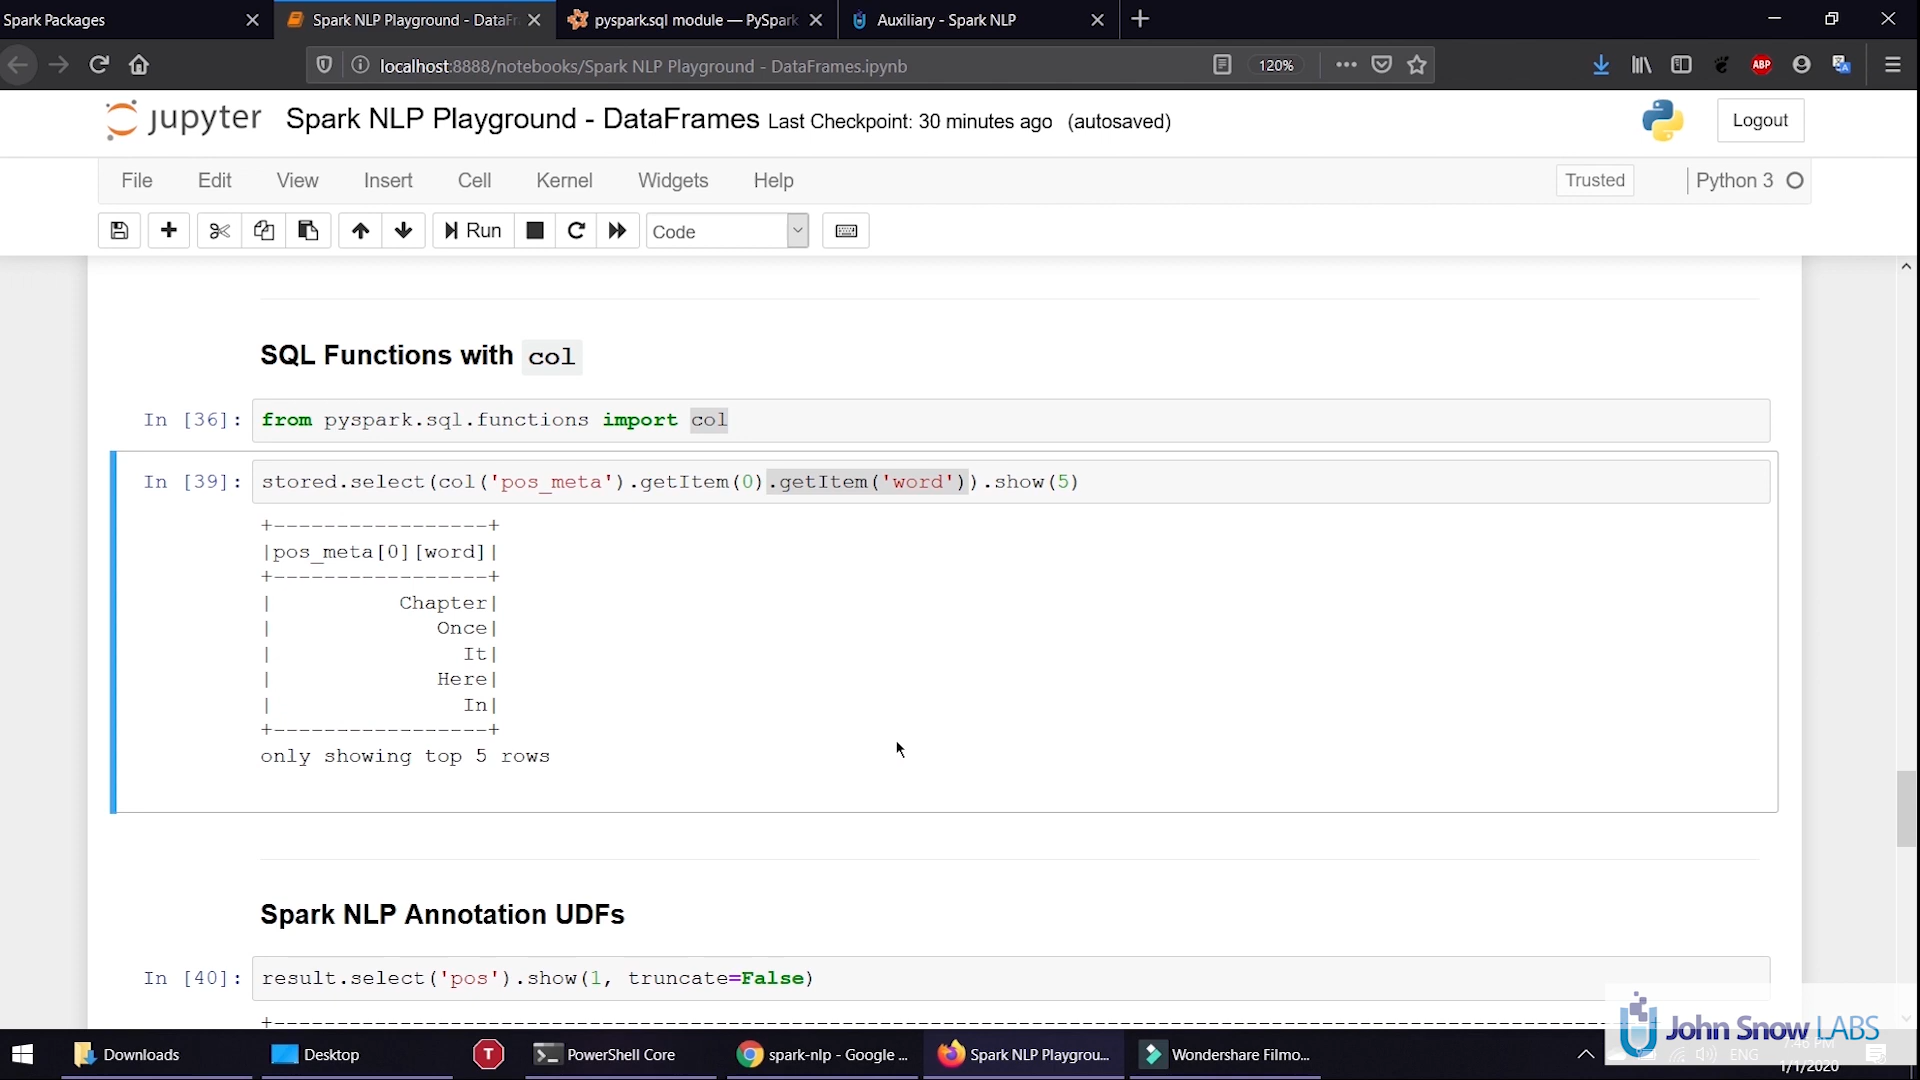 Spark Packages
Spark NLP Playground - DataFr
pyspark.sql module — PySpark
Auxiliary - Spark NLP
localhost:8888/notebooks/Spark NLP Playground - DataFrames.ipynb
120%
ABP
jupyter Spark NLP Playground - DataFrames Last Checkpoint: 30 minutes ago (autosaved)
Logout
File Edit View Insert Cell Kernel Widgets Help
Trusted
Python 3
Run
Code
SQL Functions with col
In [36]: from pyspark.sql.functions import col
In [39]: stored.select(col('pos_meta').getItem(0).getItem('word')).show(5)
+-----------------+
|pos_meta[0][word]|
+-----------------+
|          Chapter|
|             Once|
|               It|
|             Here|
|               In|
+-----------------+
only showing top 5 rows
Spark NLP Annotation UDFs
In [40]: result.select('pos').show(1, truncate=False)
John Snow LABS
Downloads
Desktop
T
PowerShell Core
spark-nlp - Google ...
Spark NLP Playgrou...
Wondershare Filmo...
ENG
7:46 PM
1/1/2020